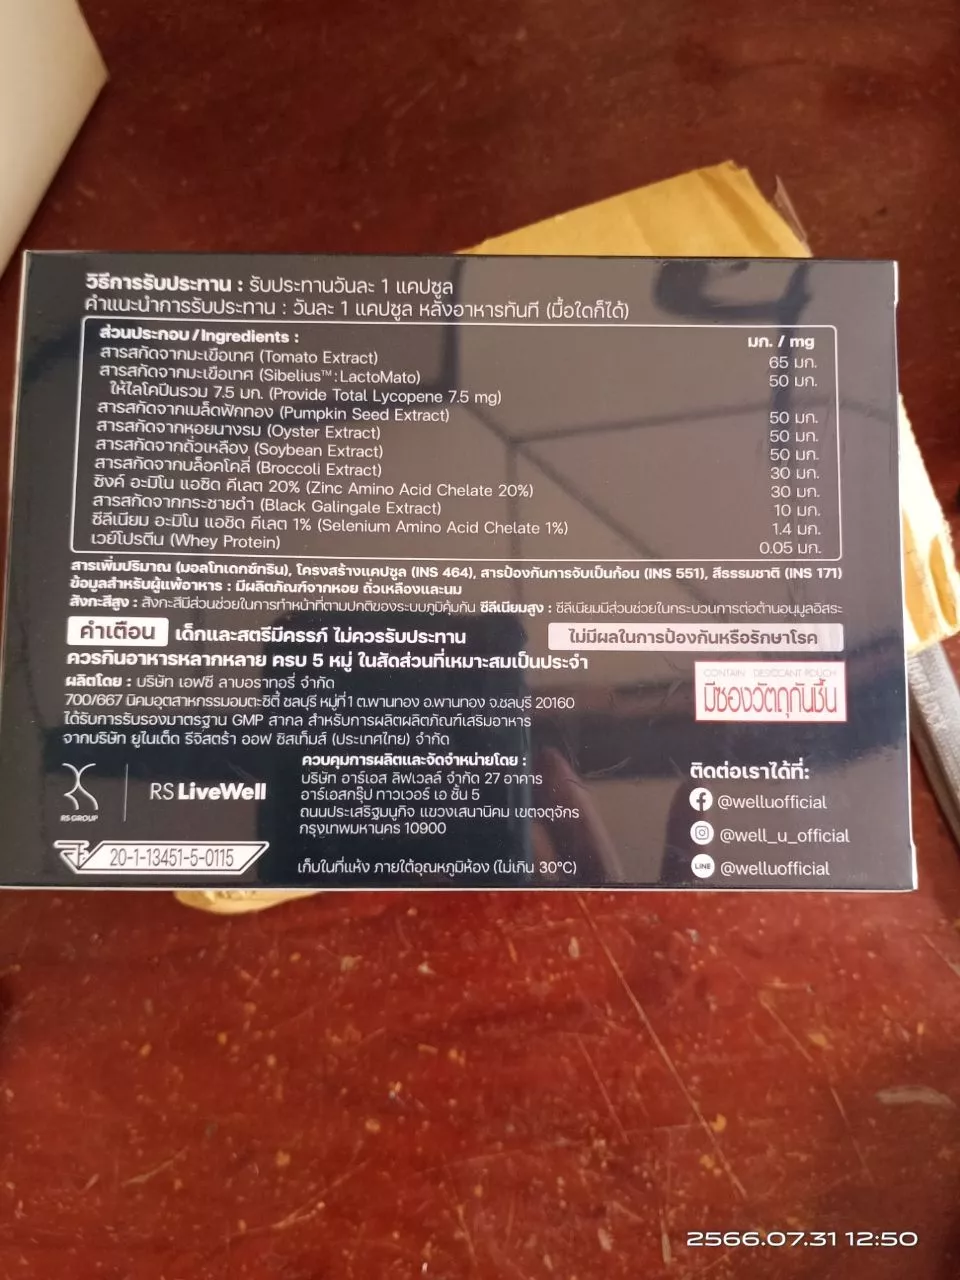 วิธีการรับประทาน : รับประทานวันละ 1 แคปซูล
คำแนะนำการรับประทาน : วันละ 1 แคปซูล หลังอาหารทันที (มื้อใดก็ได้)
ส่วนประกอบ / Ingredients : มก. / mg
สารสกัดจากมะเขือเทศ (Tomato Extract) 65 มก.
สารสกัดจากมะเขือเทศ (Sibelius™: LactoMato) 50 มก.
ให้ไลโคปีนรวม 7.5 มก. (Provide Total Lycopene 7.5 mg)
สารสกัดจากเมล็ดฟักทอง (Pumpkin Seed Extract) 50 มก.
สารสกัดจากหอยนางรม (Oyster Extract) 50 มก.
สารสกัดจากถั่วเหลือง (Soybean Extract) 50 มก.
สารสกัดจากบล็อคโคลี่ (Broccoli Extract) 30 มก.
ซิงค์ อะมิโน แอซิด คีเลต 20% (Zinc Amino Acid Chelate 20%) 30 มก.
สารสกัดจากกระชายดำ (Black Galingale Extract) 10 มก.
ซีลีเนียม อะมิโน แอซิด คีเลต 1% (Selenium Amino Acid Chelate 1%) 1.4 มก.
เวย์โปรตีน (Whey Protein) 0.05 มก.
สารเพิ่มปริมาณ (มอลโทเดกซ์ทริน), โครงสร้างแคปซูล (INS 464), สารป้องกันการจับเป็นก้อน (INS 551), สีธรรมชาติ (INS 171)
ข้อมูลสำหรับผู้แพ้อาหาร : มีผลิตภัณฑ์จากหอย ถั่วเหลืองและนม
สังกะสีสูง : สังกะสีมีส่วนช่วยในการทำหน้าที่ตามปกติของระบบภูมิคุ้มกัน ซีลีเนียมสูง : ซีลีเนียมมีส่วนช่วยในกระบวนการต่อต้านอนุมูลอิสระ
คำเตือน เด็กและสตรีมีครรภ์ ไม่ควรรับประทาน ไม่มีผลในการป้องกันหรือรักษาโรค
ควรกินอาหารหลากหลาย ครบ 5 หมู่ ในสัดส่วนที่เหมาะสมเป็นประจำ
CONTAIN DESICCANT POUCH
มีซองวัตถุกันชื้น
ผลิตโดย : บริษัท เอฟซี ลาบอราทอรี่ จำกัด
700/667 นิคมอุตสาหกรรมอมตะซิตี้ ชลบุรี หมู่ที่ 1 ต.พานทอง อ.พานทอง จ.ชลบุรี 20160
ได้รับการรับรองมาตรฐาน GMP สากล สำหรับการผลิตผลิตภัณฑ์เสริมอาหาร
จากบริษัท ยูไนเต็ด รีจิสตร้า ออฟ ซิสเท็มส์ (ประเทศไทย) จำกัด
RS GROUP
RS LiveWell
อย
20-1-13451-5-0115
ควบคุมการผลิตและจัดจำหน่ายโดย :
บริษัท อาร์เอส ลิฟเวลล์ จำกัด 27 อาคาร
อาร์เอสกรุ๊ป ทาวเวอร์ เอ ชั้น 5
ถนนประเสริฐมนูกิจ แขวงเสนานิคม เขตจตุจักร
กรุงเทพมหานคร 10900
เก็บในที่แห้ง ภายใต้อุณหภูมิห้อง (ไม่เกิน 30°C)
ติดต่อเราได้ที่:
@welluofficial
@well_u_official
LINE @welluofficial
2566.07.31 12:50